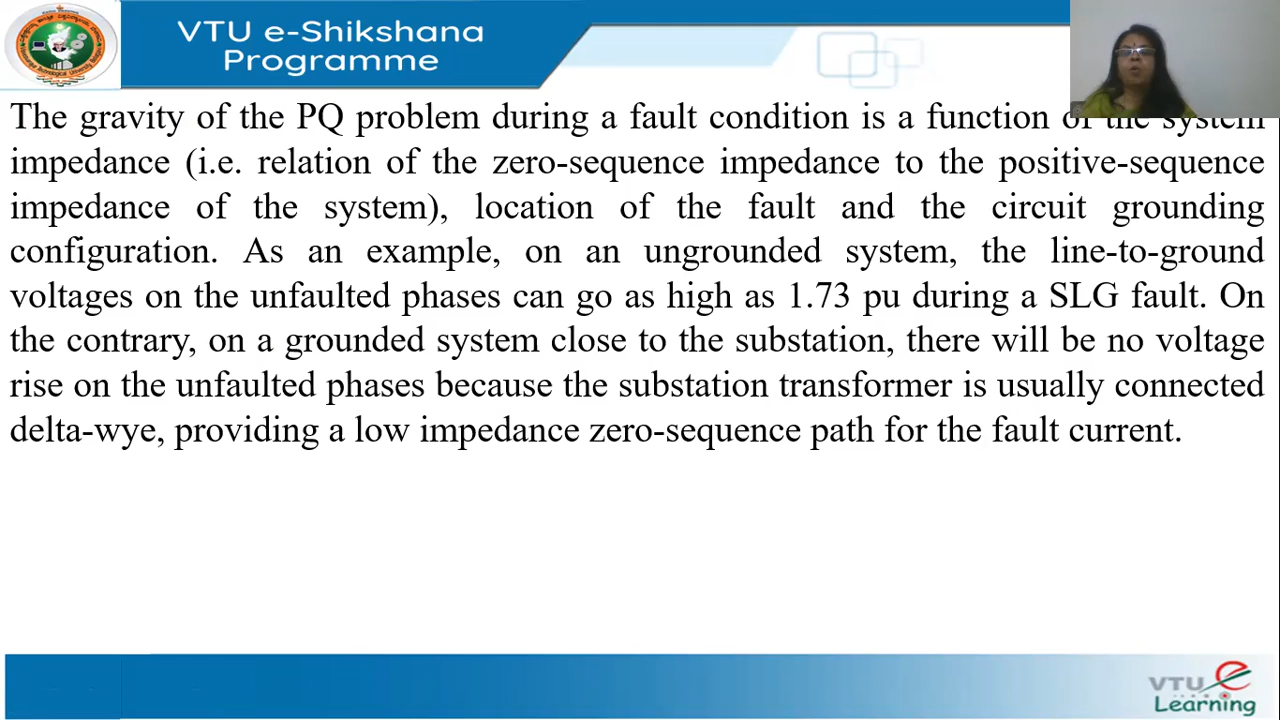 VTU e-Shikshana
Programme
The gravity of the PQ problem during a fault condition is a function of the system
impedance (i.e. relation of the zero-sequence impedance to the positive-sequence
impedance of the system), location of the fault and the circuit grounding
configuration. As an example, on an ungrounded system, the line-to-ground
voltages on the unfaulted phases can go as high as 1.73 pu during a SLG fault. On
the contrary, on a grounded system close to the substation, there will be no voltage
rise on the unfaulted phases because the substation transformer is usually connected
delta-wye, providing a low impedance zero-sequence path for the fault current.
VTU e
Learning